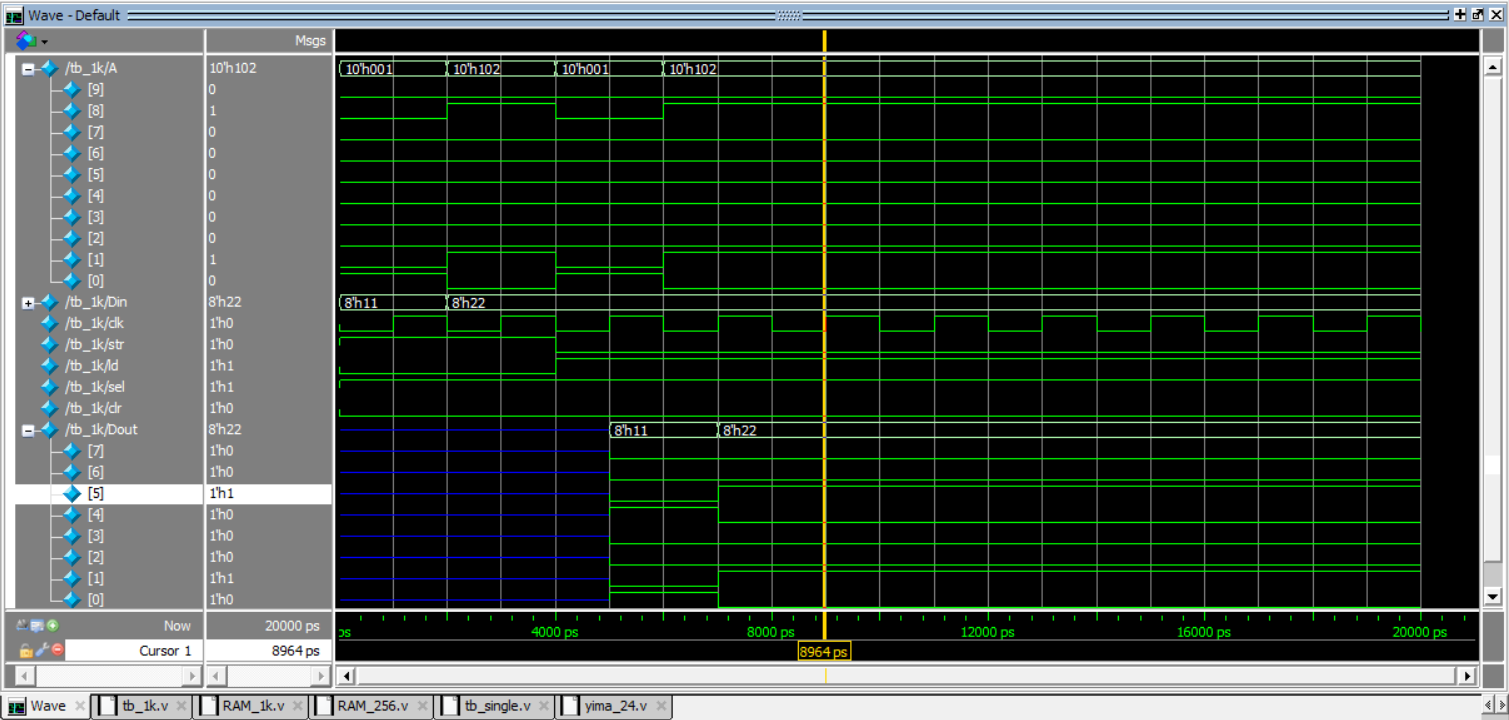 Wave - Default
Msgs
/tb_1k/A 10'h102 10'h001 10'h102 10'h001 10'h102
[9] 0
[8] 1
[7] 0
[6] 0
[5] 0
[4] 0
[3] 0
[2] 0
[1] 1
[0] 0
/tb_1k/Din 8'h22 8'h11 8'h22
/tb_1k/clk 1'h0
/tb_1k/str 1'h0
/tb_1k/ld 1'h1
/tb_1k/sel 1'h1
/tb_1k/clr 1'h0
/tb_1k/Dout 8'h22 8'h11 8'h22
[7] 1'h0
[6] 1'h0
[5] 1'h1
[4] 1'h0
[3] 1'h0
[2] 1'h0
[1] 1'h1
[0] 1'h0
Now 20000 ps ps 4000 ps 8000 ps 12000 ps 16000 ps 20000 ps
Cursor 1 8964 ps 8964 ps
Wave tb_1k.v RAM_1k.v RAM_256.v tb_single.v yima_24.v